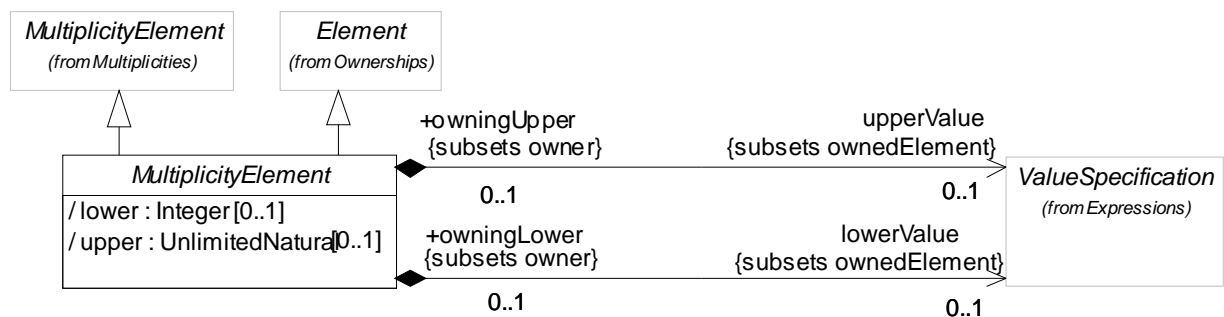 MultiplicityElement
(from Multiplicities)
Element
(from Ownerships)
+owningUpper
{subsets owner}
0..1
upperValue
{subsets ownedElement}
0..1
MultiplicityElement
/ lower : Integer [0..1]
/ upper : UnlimitedNatural[0..1]
ValueSpecification
(from Expressions)
+owningLower
{subsets owner}
0..1
lowerValue
{subsets ownedElement}
0..1